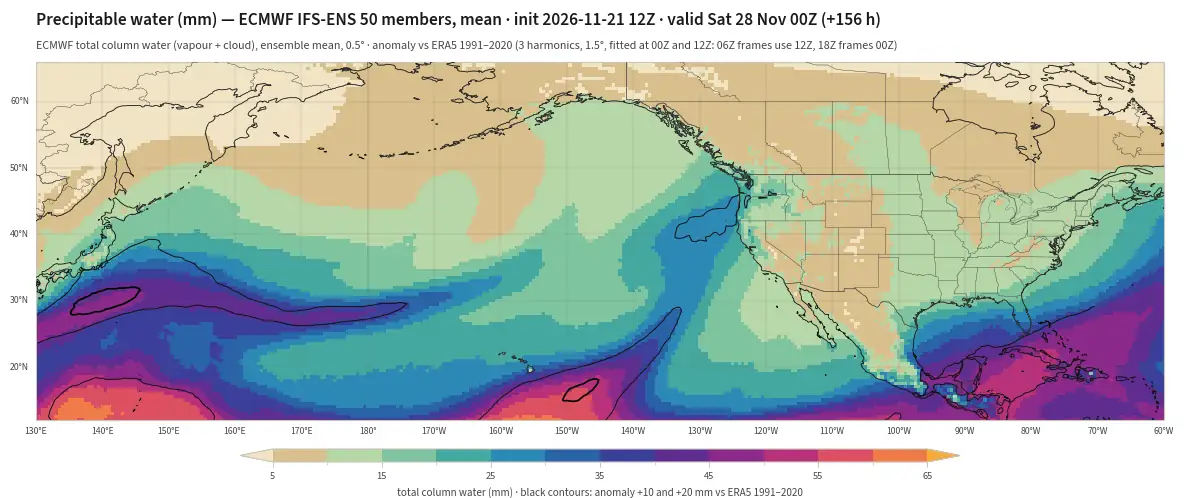 Precipitable water (mm) — ECMWF IFS-ENS 50 members, mean · init 2026-11-21 12Z · valid Sat 28 Nov 00Z (+156 h)
ECMWF total column water (vapour + cloud), ensemble mean, 0.5° · anomaly vs ERA5 1991–2020 (3 harmonics, 1.5°, fitted at 00Z and 12Z: 06Z frames use 12Z, 18Z frames 00Z)
60°N
50°N
40°N
30°N
20°N
130°E 140°E 150°E 160°E 170°E 180° 170°W 160°W 150°W 140°W 130°W 120°W 110°W 100°W 90°W 80°W 70°W 60°W
5 15 25 35 45 55 65
total column water (mm) · black contours: anomaly +10 and +20 mm vs ERA5 1991–2020